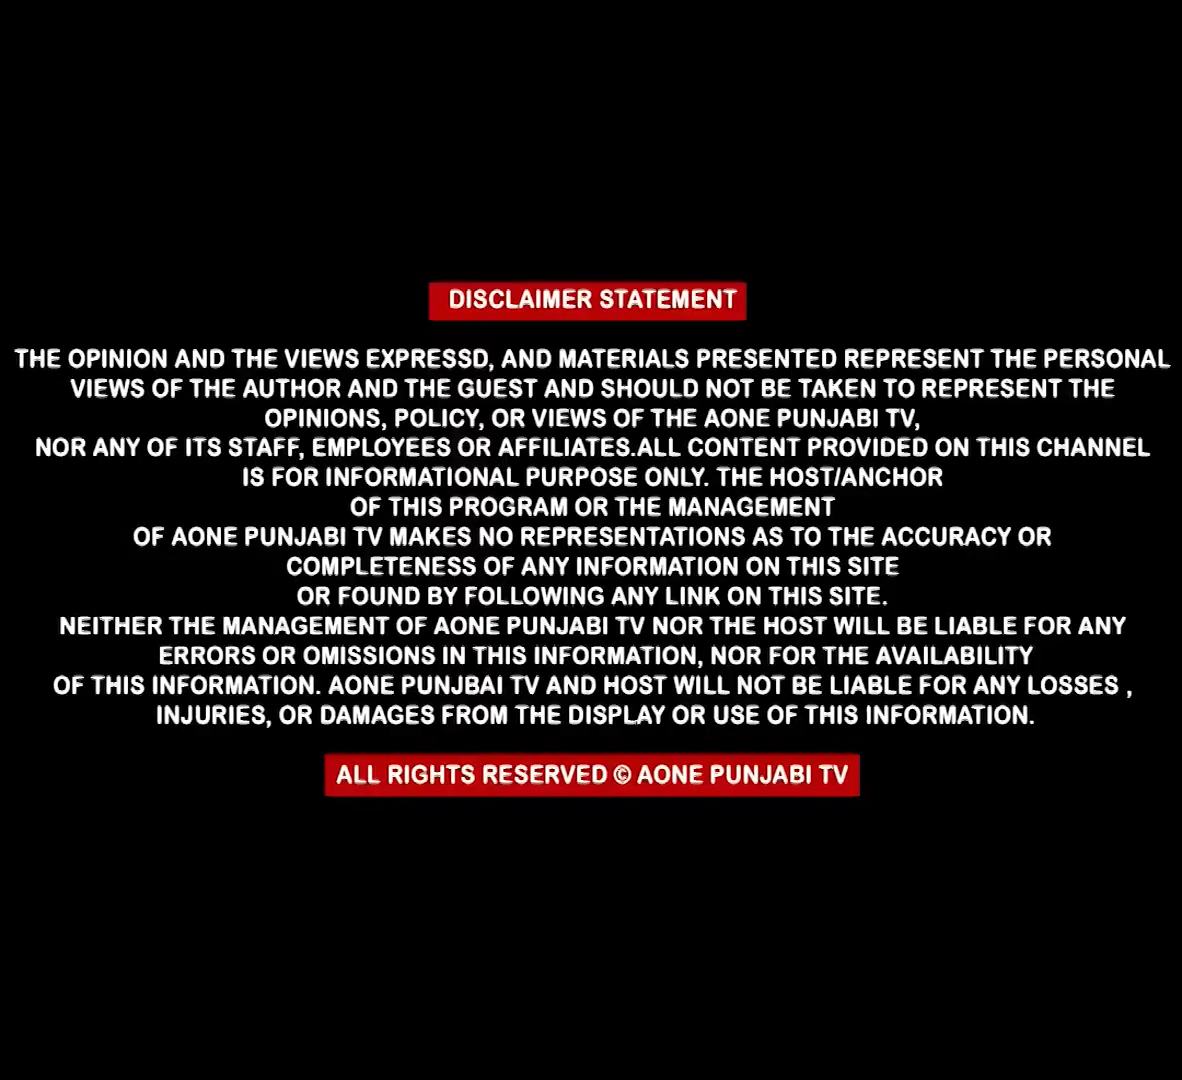 DISCLAIMER STATEMENT
THE OPINION AND THE VIEWS EXPRESSD, AND MATERIALS PRESENTED REPRESENT THE PERSONAL
VIEWS OF THE AUTHOR AND THE GUEST AND SHOULD NOT BE TAKEN TO REPRESENT THE
OPINIONS, POLICY, OR VIEWS OF THE AONE PUNJABI TV,
NOR ANY OF ITS STAFF, EMPLOYEES OR AFFILIATES.ALL CONTENT PROVIDED ON THIS CHANNEL
IS FOR INFORMATIONAL PURPOSE ONLY. THE HOST/ANCHOR
OF THIS PROGRAM OR THE MANAGEMENT
OF AONE PUNJABI TV MAKES NO REPRESENTATIONS AS TO THE ACCURACY OR
COMPLETENESS OF ANY INFORMATION ON THIS SITE
OR FOUND BY FOLLOWING ANY LINK ON THIS SITE.
NEITHER THE MANAGEMENT OF AONE PUNJABI TV NOR THE HOST WILL BE LIABLE FOR ANY
ERRORS OR OMISSIONS IN THIS INFORMATION, NOR FOR THE AVAILABILITY
OF THIS INFORMATION. AONE PUNJBAI TV AND HOST WILL NOT BE LIABLE FOR ANY LOSSES ,
INJURIES, OR DAMAGES FROM THE DISPLAY OR USE OF THIS INFORMATION.
ALL RIGHTS RESERVED © AONE PUNJABI TV